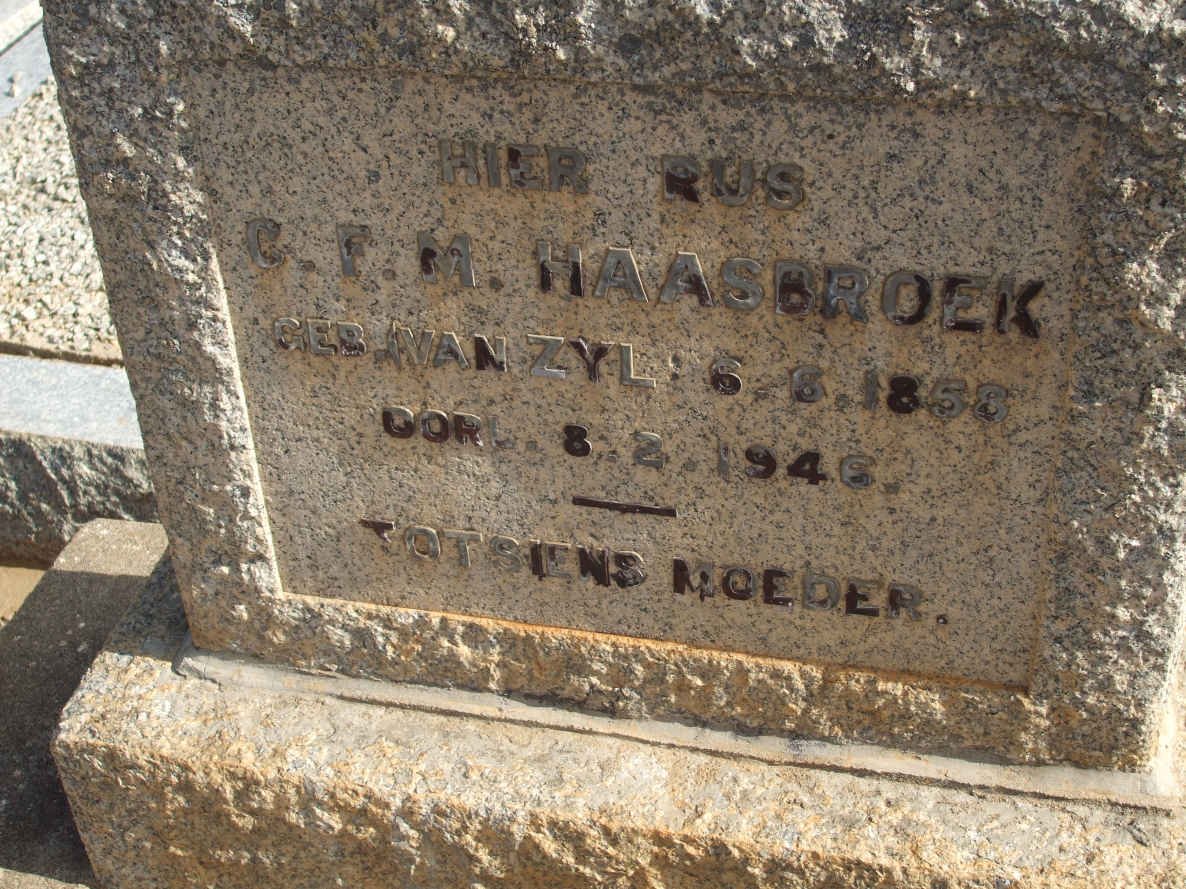 HIER RUS
C. F. M. HAASBROEK
GEB. (VAN ZYL) 6. 6. 1858
OORL. 8. 2. 1946
TOTSIENS MOEDER.